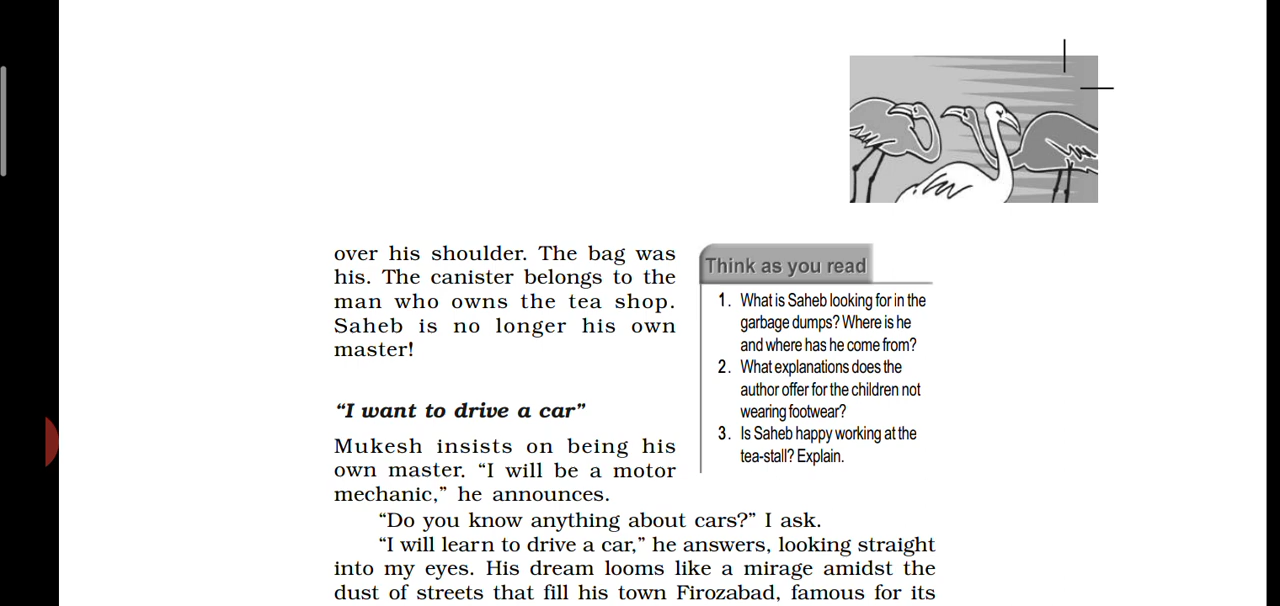 over his shoulder. The bag was
his. The canister belongs to the
man who owns the tea shop.
Saheb is no longer his own
master!
Think as you read
1. What is Saheb looking for in the
garbage dumps? Where is he
and where has he come from?
2. What explanations does the
author offer for the children not
wearing footwear?
3. Is Saheb happy working at the
tea-stall? Explain.
“I want to drive a car”
Mukesh insists on being his
own master. “I will be a motor
mechanic,” he announces.
“Do you know anything about cars?” I ask.
“I will learn to drive a car,” he answers, looking straight
into my eyes. His dream looms like a mirage amidst the
dust of streets that fill his town Firozabad, famous for its